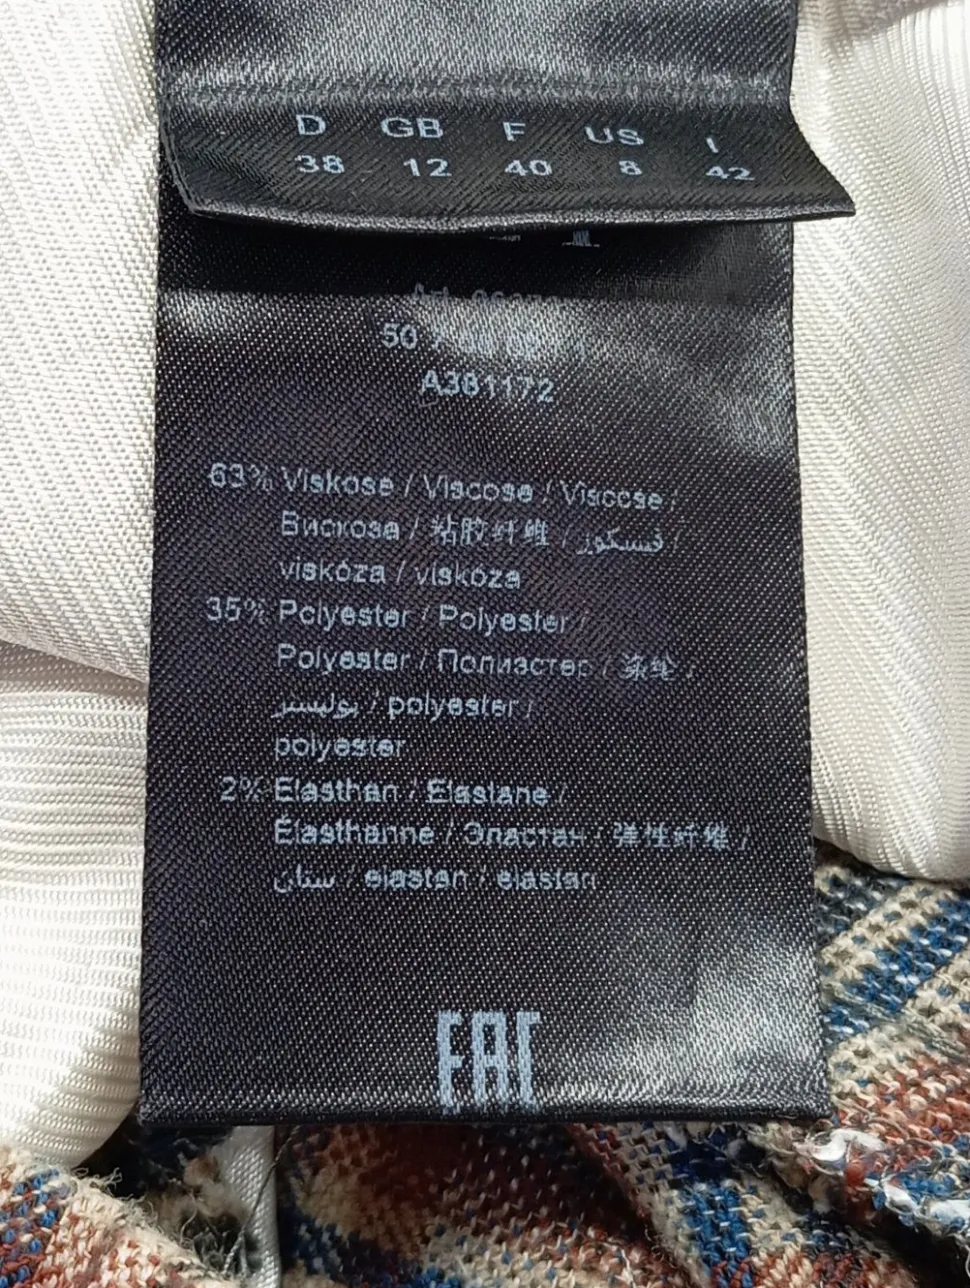 D GB F US I
38 12 40 8 42
50
A381172
63% Viskose / Viscose / Viscose /
Вискоза / 粘胶纤维 / فسكوز /
viskóza / viskóza
35% Polyester / Polyester /
Polyester / Полиэстер / 涤纶 /
بوليستر / polyester /
polyester
2% Elasthan / Elastane /
Élasthanne / Эластан / 弹性纤维 /
ستان / elastan / elastan
EAC